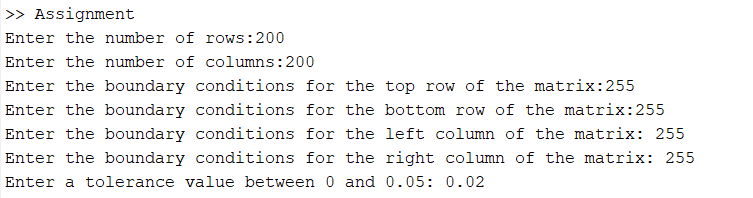 >> Assignment
Enter the number of rows:200
Enter the number of columns:200
Enter the boundary conditions for the top row of the matrix:255
Enter the boundary conditions for the bottom row of the matrix:255
Enter the boundary conditions for the left column of the matrix: 255
Enter the boundary conditions for the right column of the matrix: 255
Enter a tolerance value between 0 and 0.05: 0.02